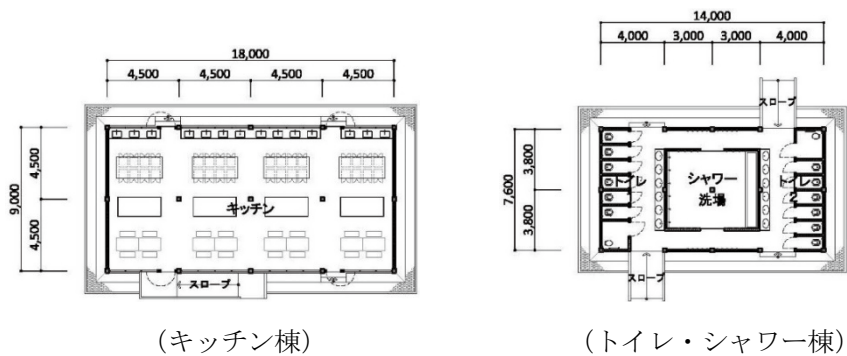 18,000
4,500 4,500 4,500 4,500
9,000
4,500
4,500
キッチン
スロープ
(キッチン棟)
14,000
4,000 3,000 3,000 4,000
スロープ
7,600
3,800
3,800
トイレ
シャワー
洗場
トイレ
2
スロープ
(トイレ・シャワー棟)